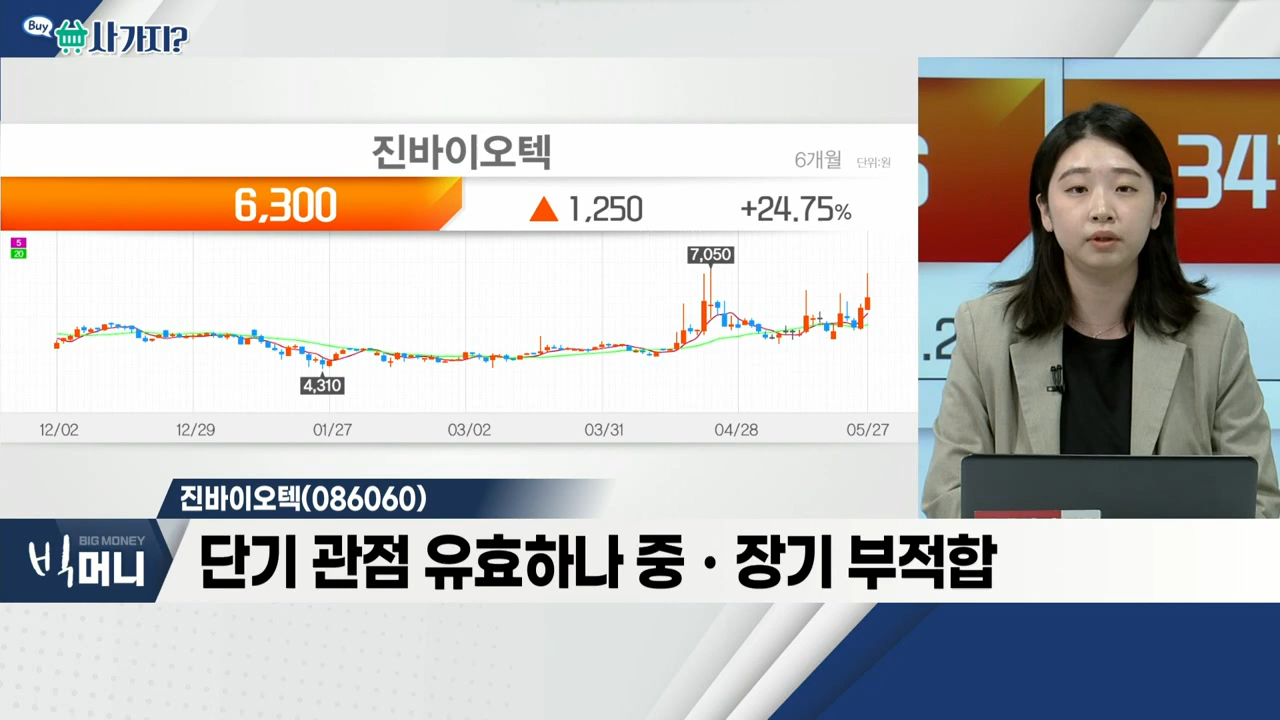 Buy 사가지?
진바이오텍
6개월 단위:원
6,300 ▲ 1,250 +24.75%
5
20
7,050
4,310
12/02 12/29 01/27 03/02 03/31 04/28 05/27
34
진바이오텍(086060)
BIG MONEY
빅머니
단기 관점 유효하나 중·장기 부적합